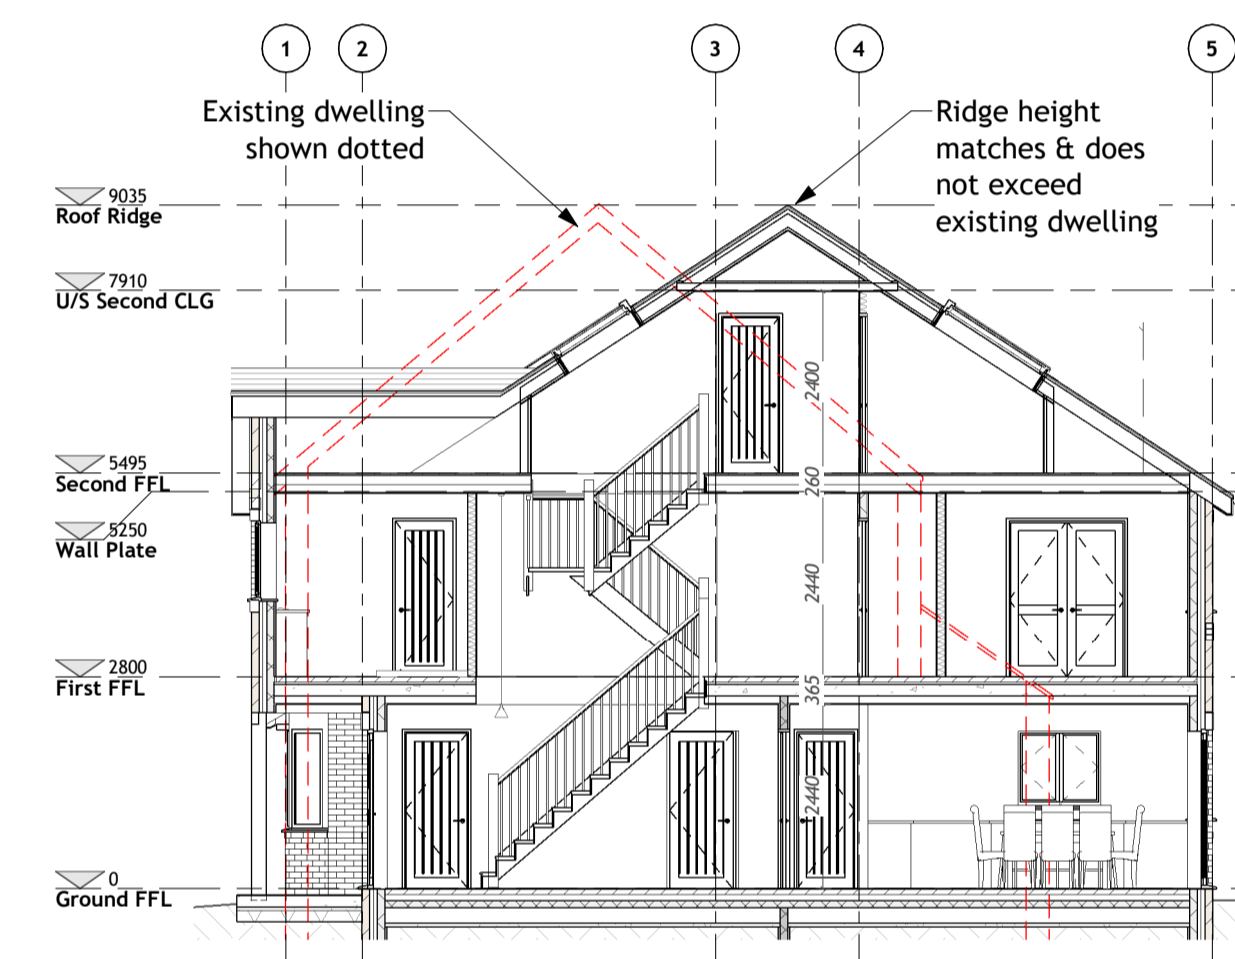 1 2 3 4 5
Existing dwelling
shown dotted
Ridge height
matches & does
not exceed
existing dwelling
9035
Roof Ridge
7910
U/S Second CLG
2400
5495
Second FFL
260
5250
Wall Plate
2440
2800
First FFL
365
2440
0
Ground FFL